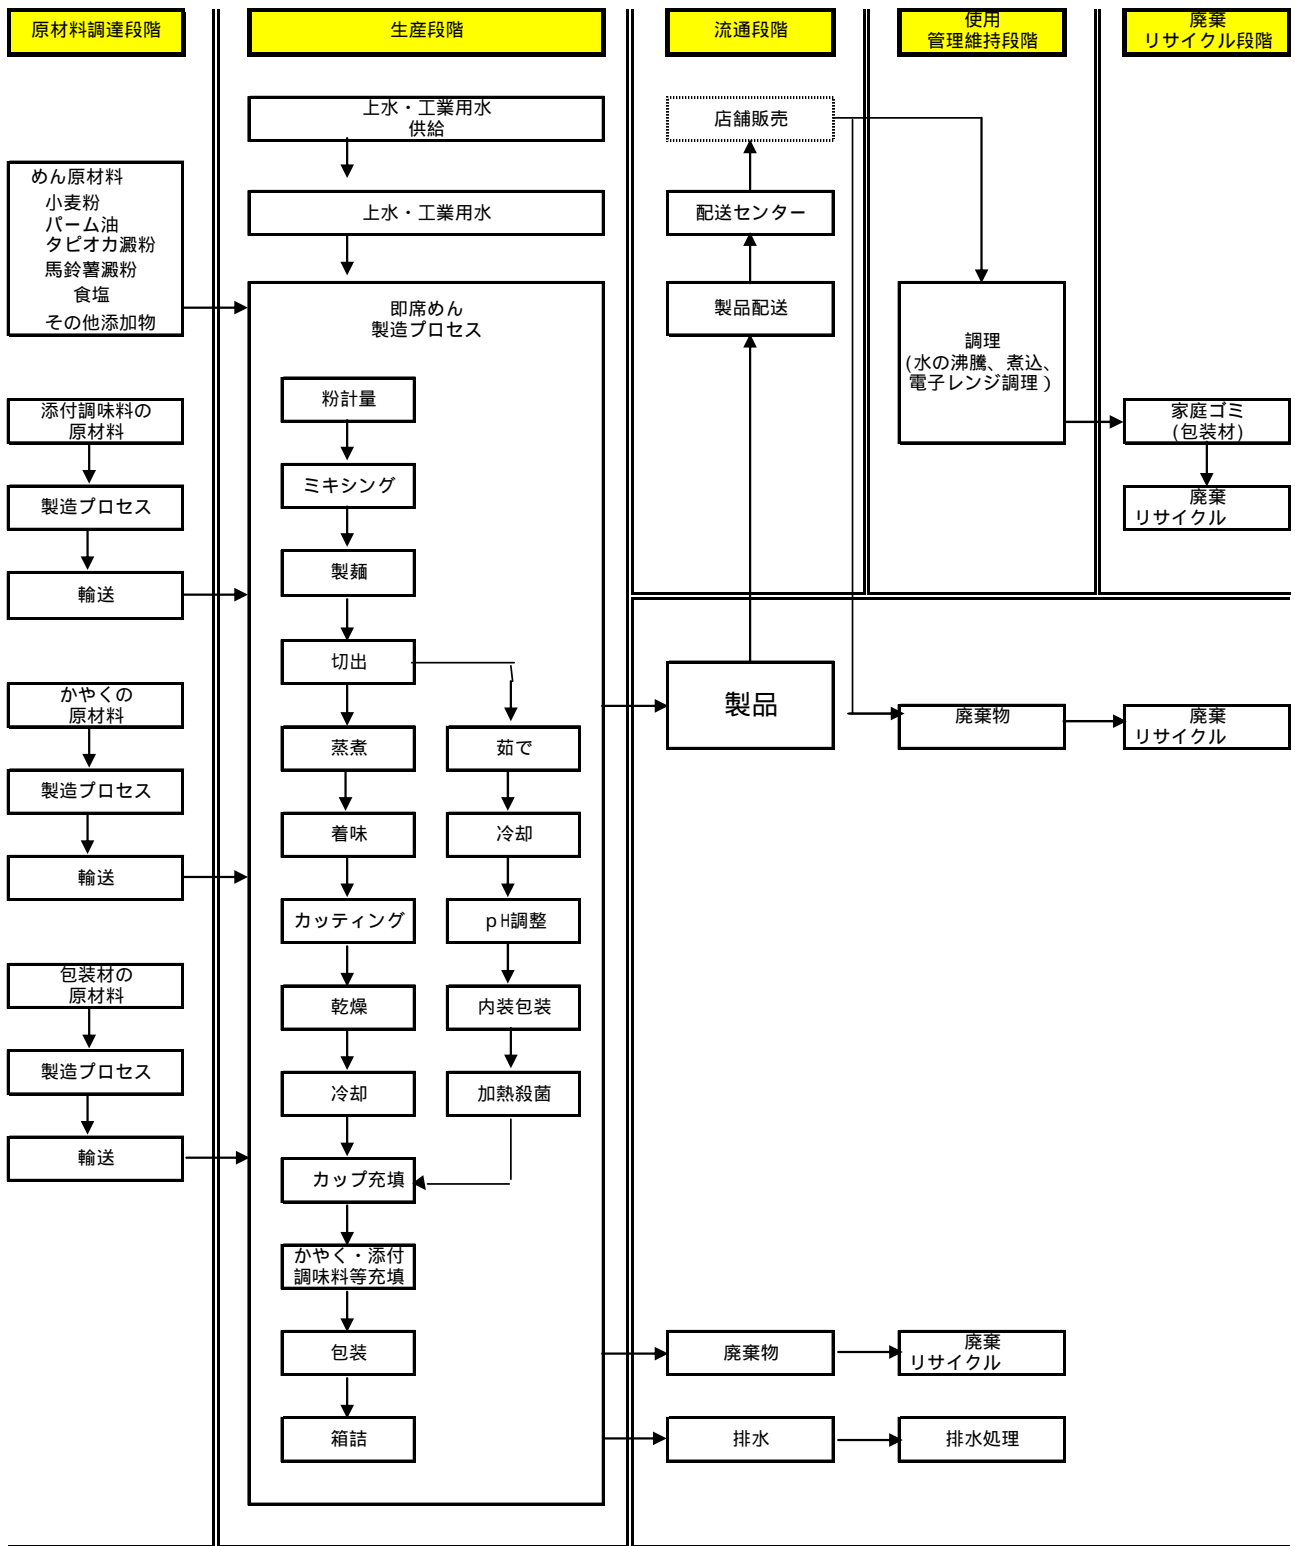 原材料調達段階
生産段階
流通段階
使用
管理維持段階
廃棄
リサイクル段階
めん原材料
小麦粉
パーム油
タピオカ澱粉
馬鈴薯澱粉
食塩
その他添加物
添付調味料の
原材料
製造プロセス
輸送
かやくの
原材料
製造プロセス
輸送
包装材の
原材料
製造プロセス
輸送
上水・工業用水
供給
上水・工業用水
即席めん
製造プロセス
粉計量
ミキシング
製麺
切出
蒸煮
着味
カッティング
乾燥
冷却
茹で
冷却
pH調整
内装包装
加熱殺菌
カップ充填
かやく・添付
調味料等充填
包装
箱詰
店舗販売
配送センター
製品配送
製品
調理
(水の沸騰、煮込、
電子レンジ調理)
家庭ゴミ
(包装材)
廃棄
リサイクル
廃棄物
廃棄
リサイクル
廃棄物
廃棄
リサイクル
排水
排水処理